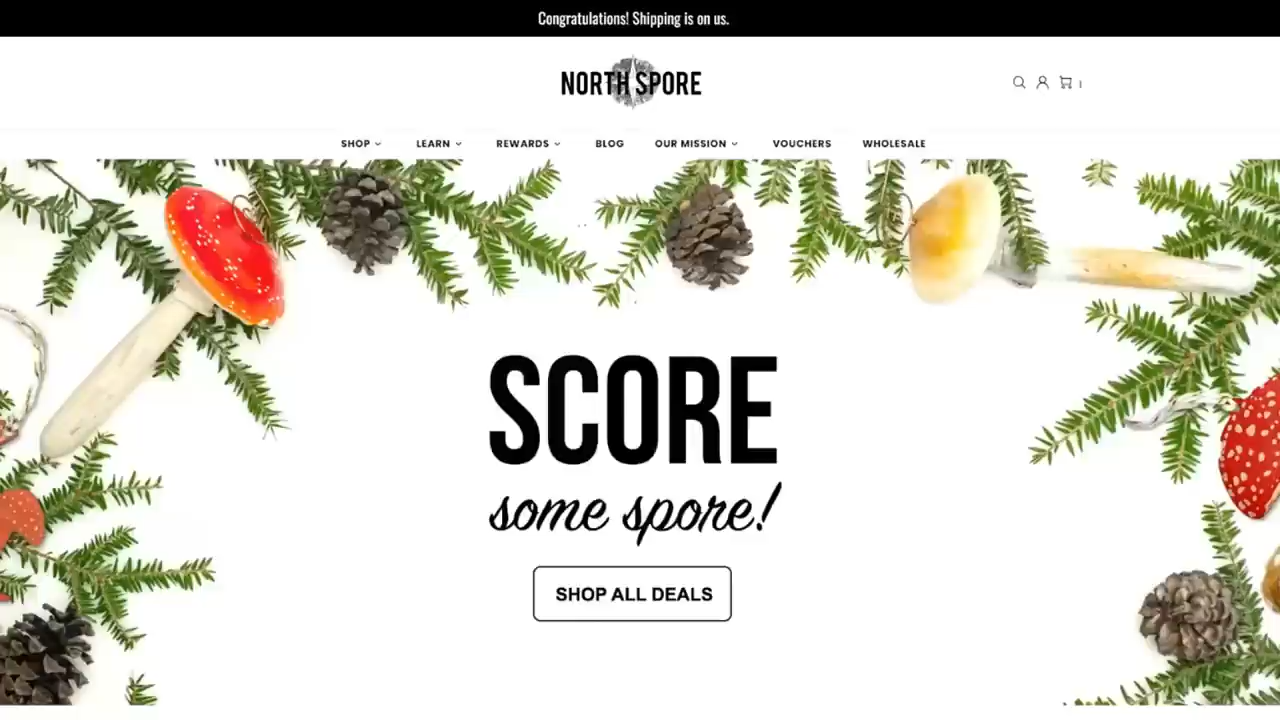 Congratulations! Shipping is on us.
NORTH SPORE
SHOP LEARN REWARDS BLOG OUR MISSION VOUCHERS WHOLESALE
SCORE
some spore!
SHOP ALL DEALS